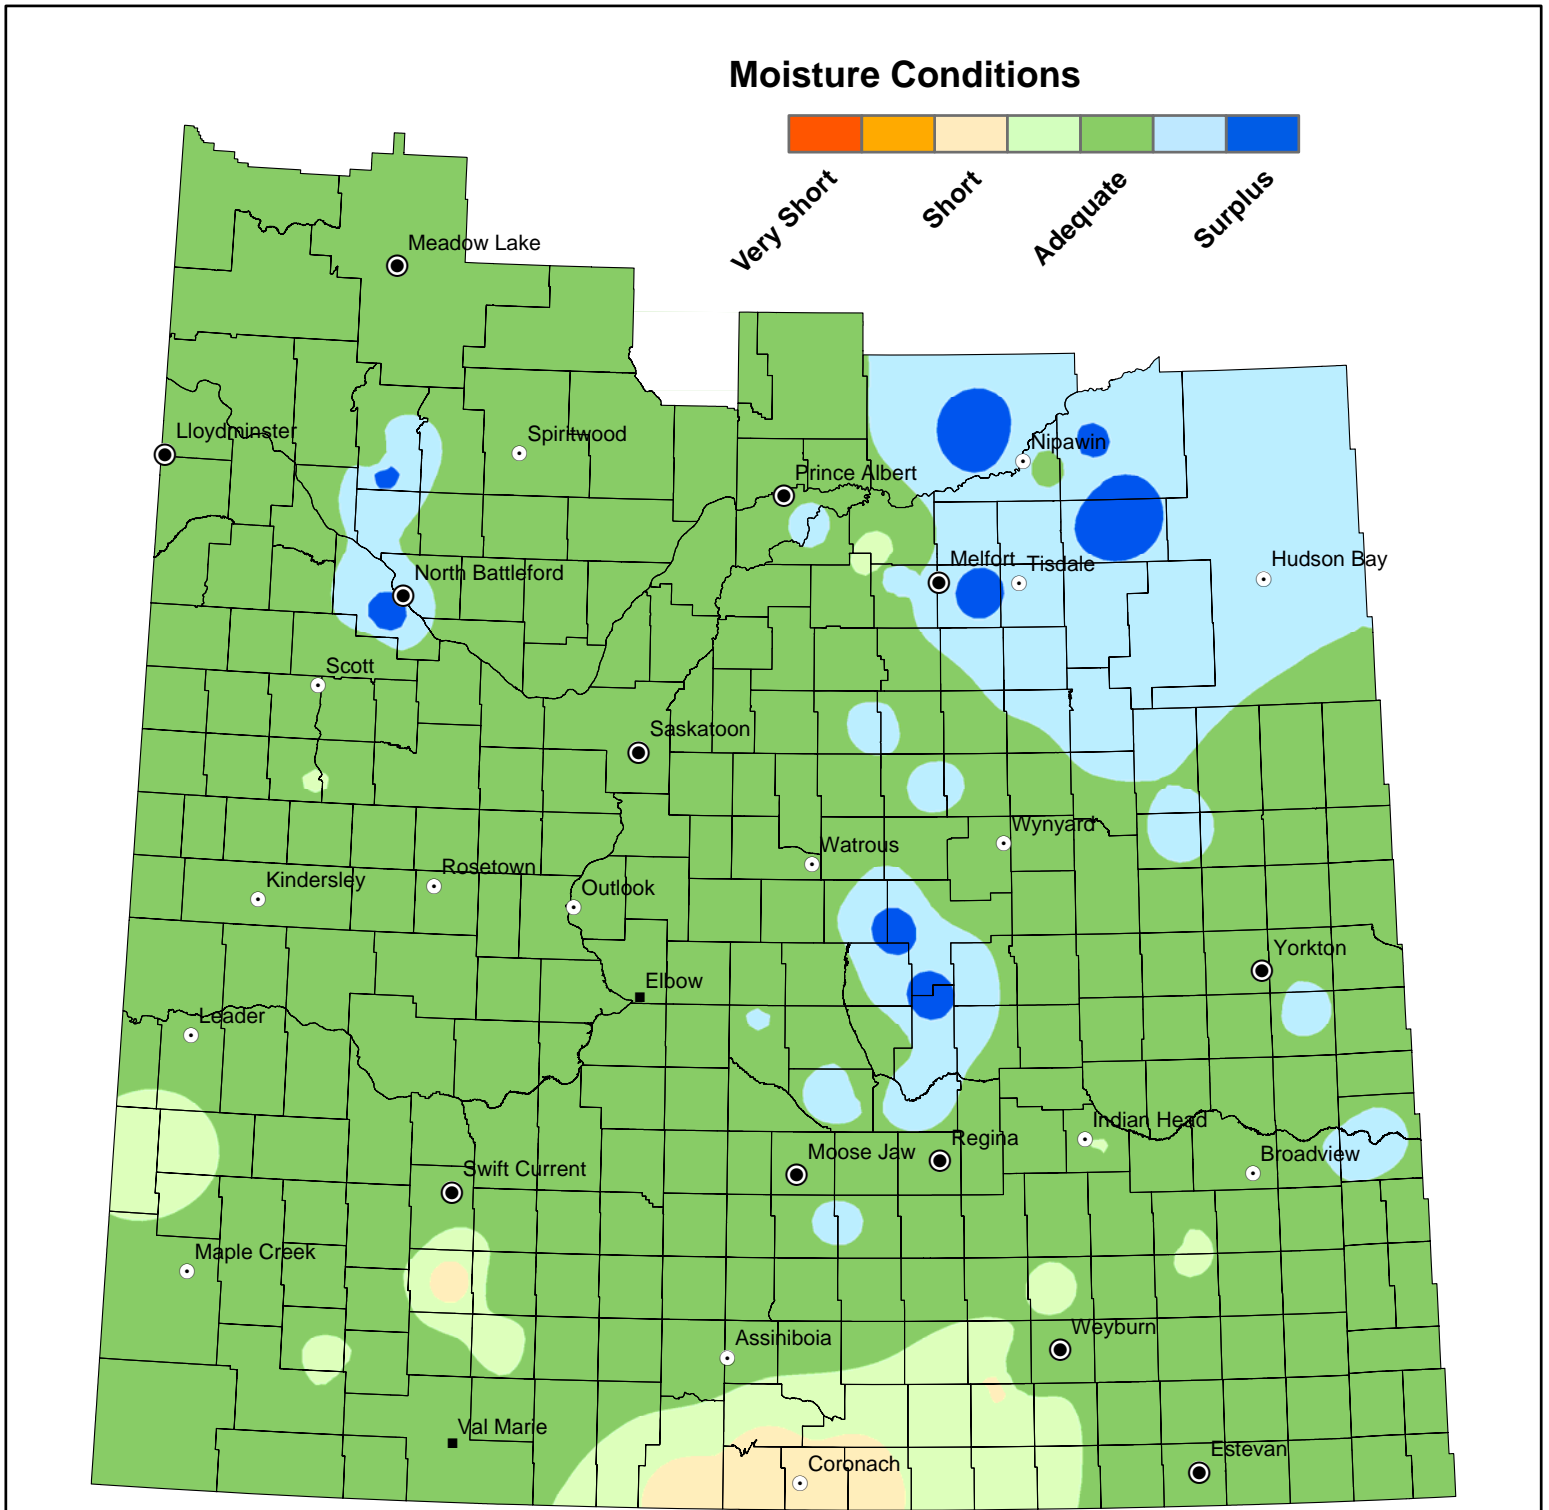 Moisture Conditions
Very Short
Short
Adequate
Surplus
Meadow Lake
Lloydminster
Spiritwood
Nipawin
Prince Albert
Melfort
Tisdale
Hudson Bay
North Battleford
Scott
Saskatoon
Wynyard
Watrous
Rosetown
Kindersley
Outlook
Yorkton
Elbow
Leader
Indian Head
Regina
Moose Jaw
Broadview
Swift Current
Maple Creek
Weyburn
Assiniboia
Val Marie
Estevan
Coronach